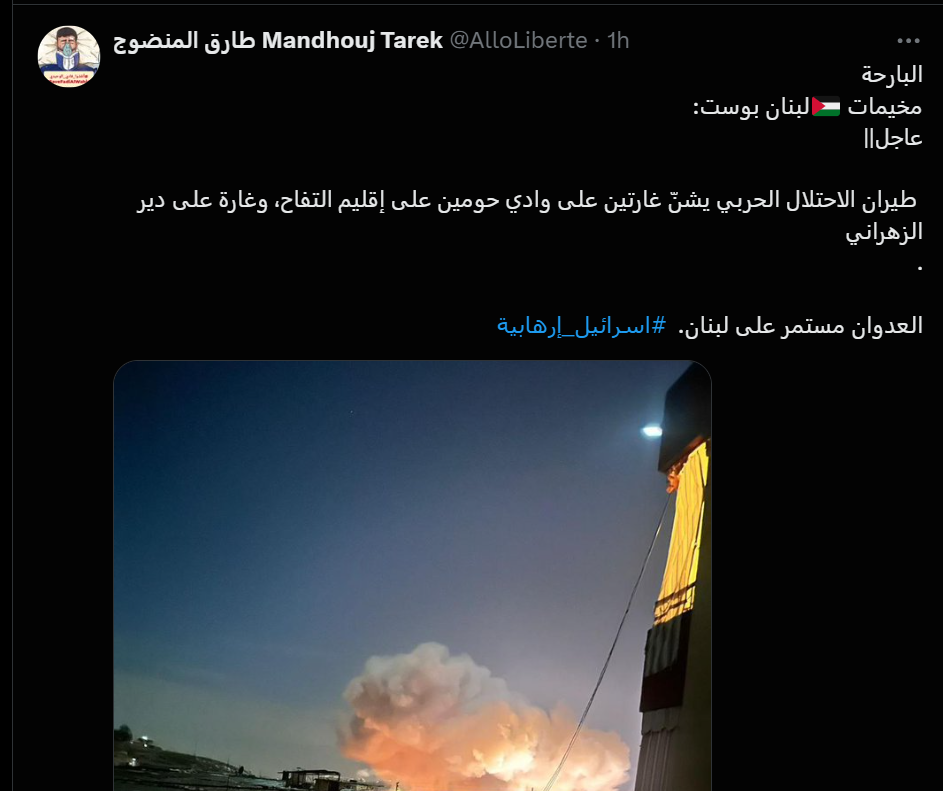 طارق المنضوج Mandhouj Tarek @AlloLiberte · 1h
البارحة
مخيمات 🇵🇸لبنان بوست:
عاجل||
طيران الاحتلال الحربي يشنّ غارتين على وادي حومين على إقليم التفاح، وغارة على دير
الزهراني
.
العدوان مستمر على لبنان. #اسرائيل_إرهابية